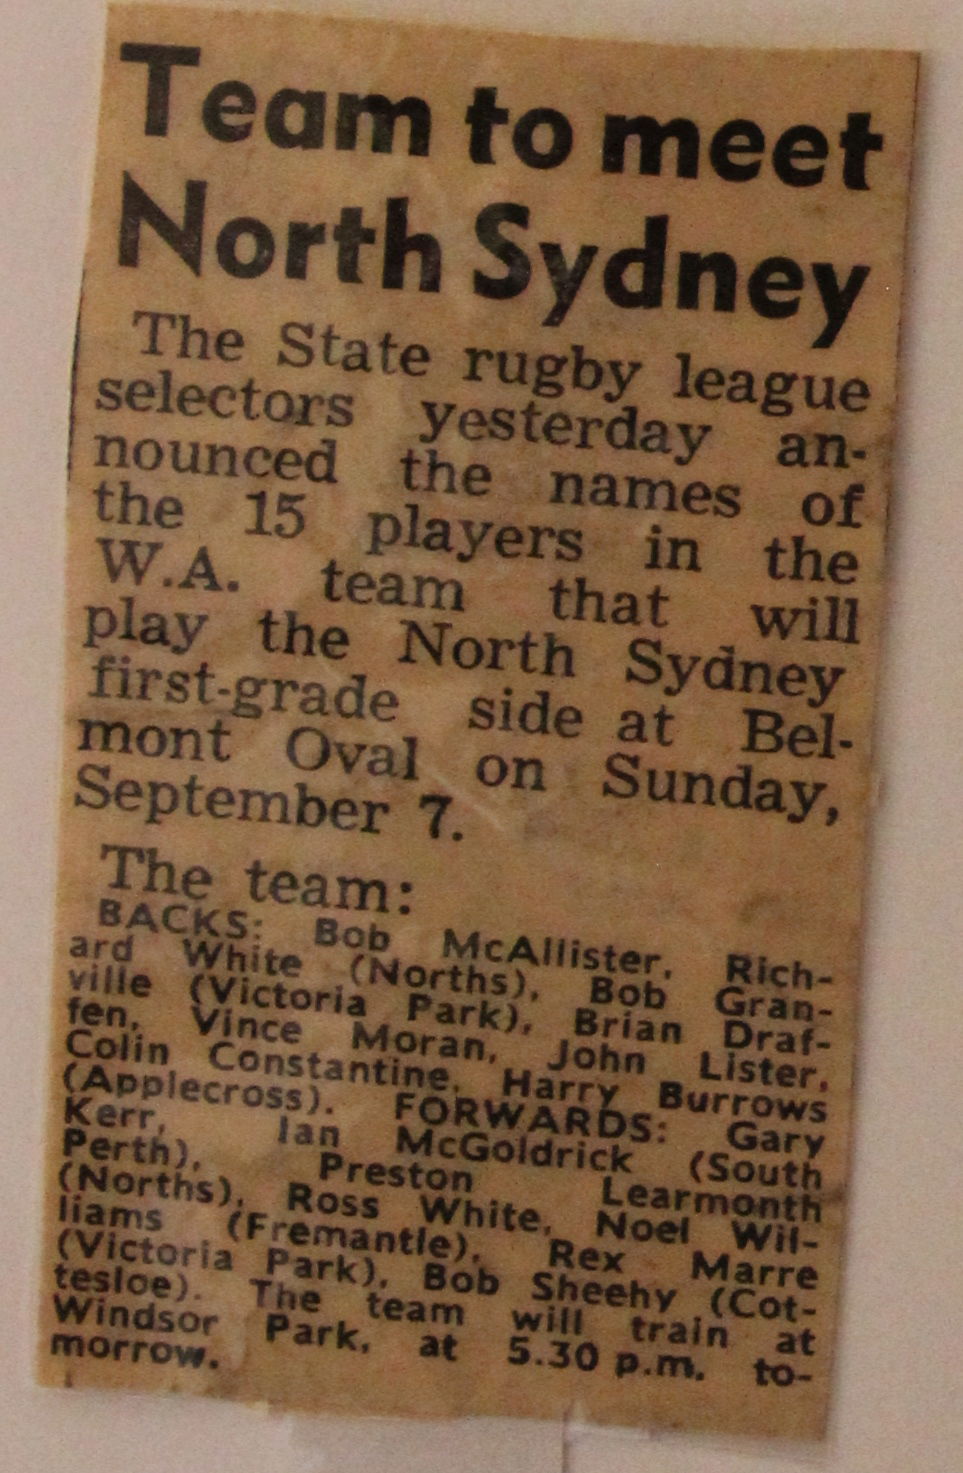 Team to meet
North Sydney
The State rugby league
selectors yesterday an-
nounced the names of
the 15 players in the
W.A. team that will
play the North Sydney
first-grade side at Bel-
mont Oval on Sunday,
September 7.
The team:
BACKS: Bob McAllister, Rich-
ard White (Norths), Bob Gran-
ville (Victoria Park), Brian Draf-
fen, Vince Moran, John Lister,
Colin Constantine, Harry Burrows
(Applecross). FORWARDS: Gary
Kerr, Ian McGoldrick (South
Perth), Preston Learmonth
(Norths), Ross White, Noel Wil-
liams (Fremantle), Rex Marre
(Victoria Park), Bob Sheehy (Cot-
tesloe). The team will train at
Windsor Park, at 5.30 p.m. to-
morrow.